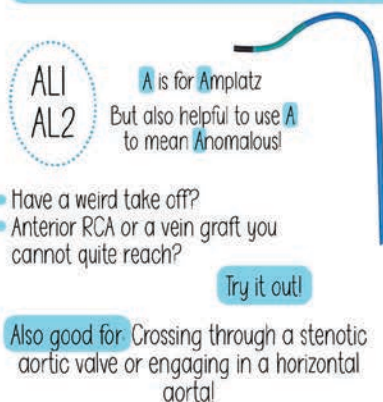 AL1
AL2
A is for Amplatz
But also helpful to use A
to mean Anomalous!
Have a weird take off?
Anterior RCA or a vein graft you
cannot quite reach?
Try it out!
Also good for: Crossing through a stenotic
aortic valve or engaging in a horizontal
aorta!